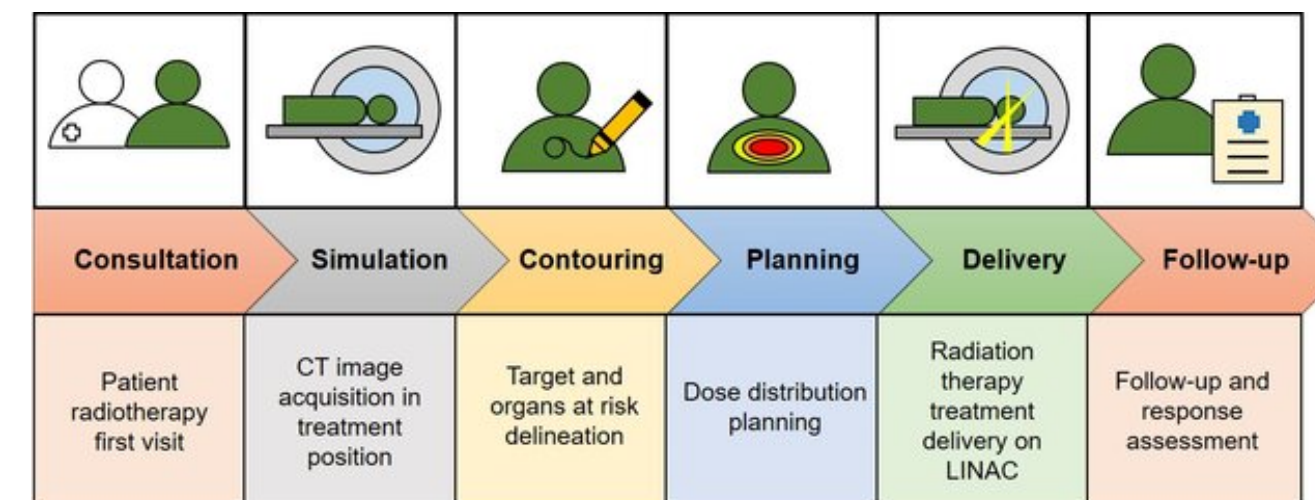 Consultation
Simulation
Contouring
Planning
Delivery
Follow-up
Patient
radiotherapy
first visit
CT image
acquisition in
treatment
position
Target and
organs at risk
delineation
Dose distribution
planning
Radiation
therapy
treatment
delivery on
LINAC
Follow-up and
response
assessment